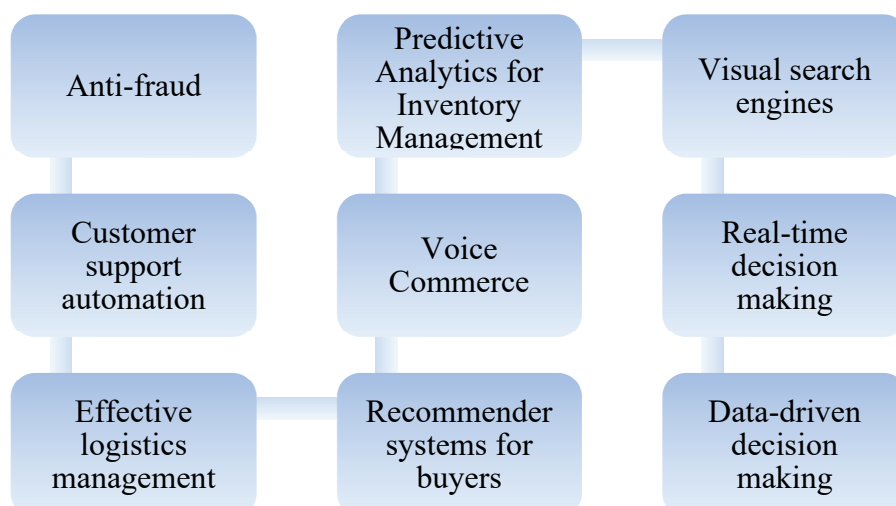 Anti-fraud
Customer
support
automation
Effective
logistics
management
Recommender
systems for
buyers
Voice
Commerce
Predictive
Analytics for
Inventory
Management
Visual search
engines
Real-time
decision
making
Data-driven
decision
making